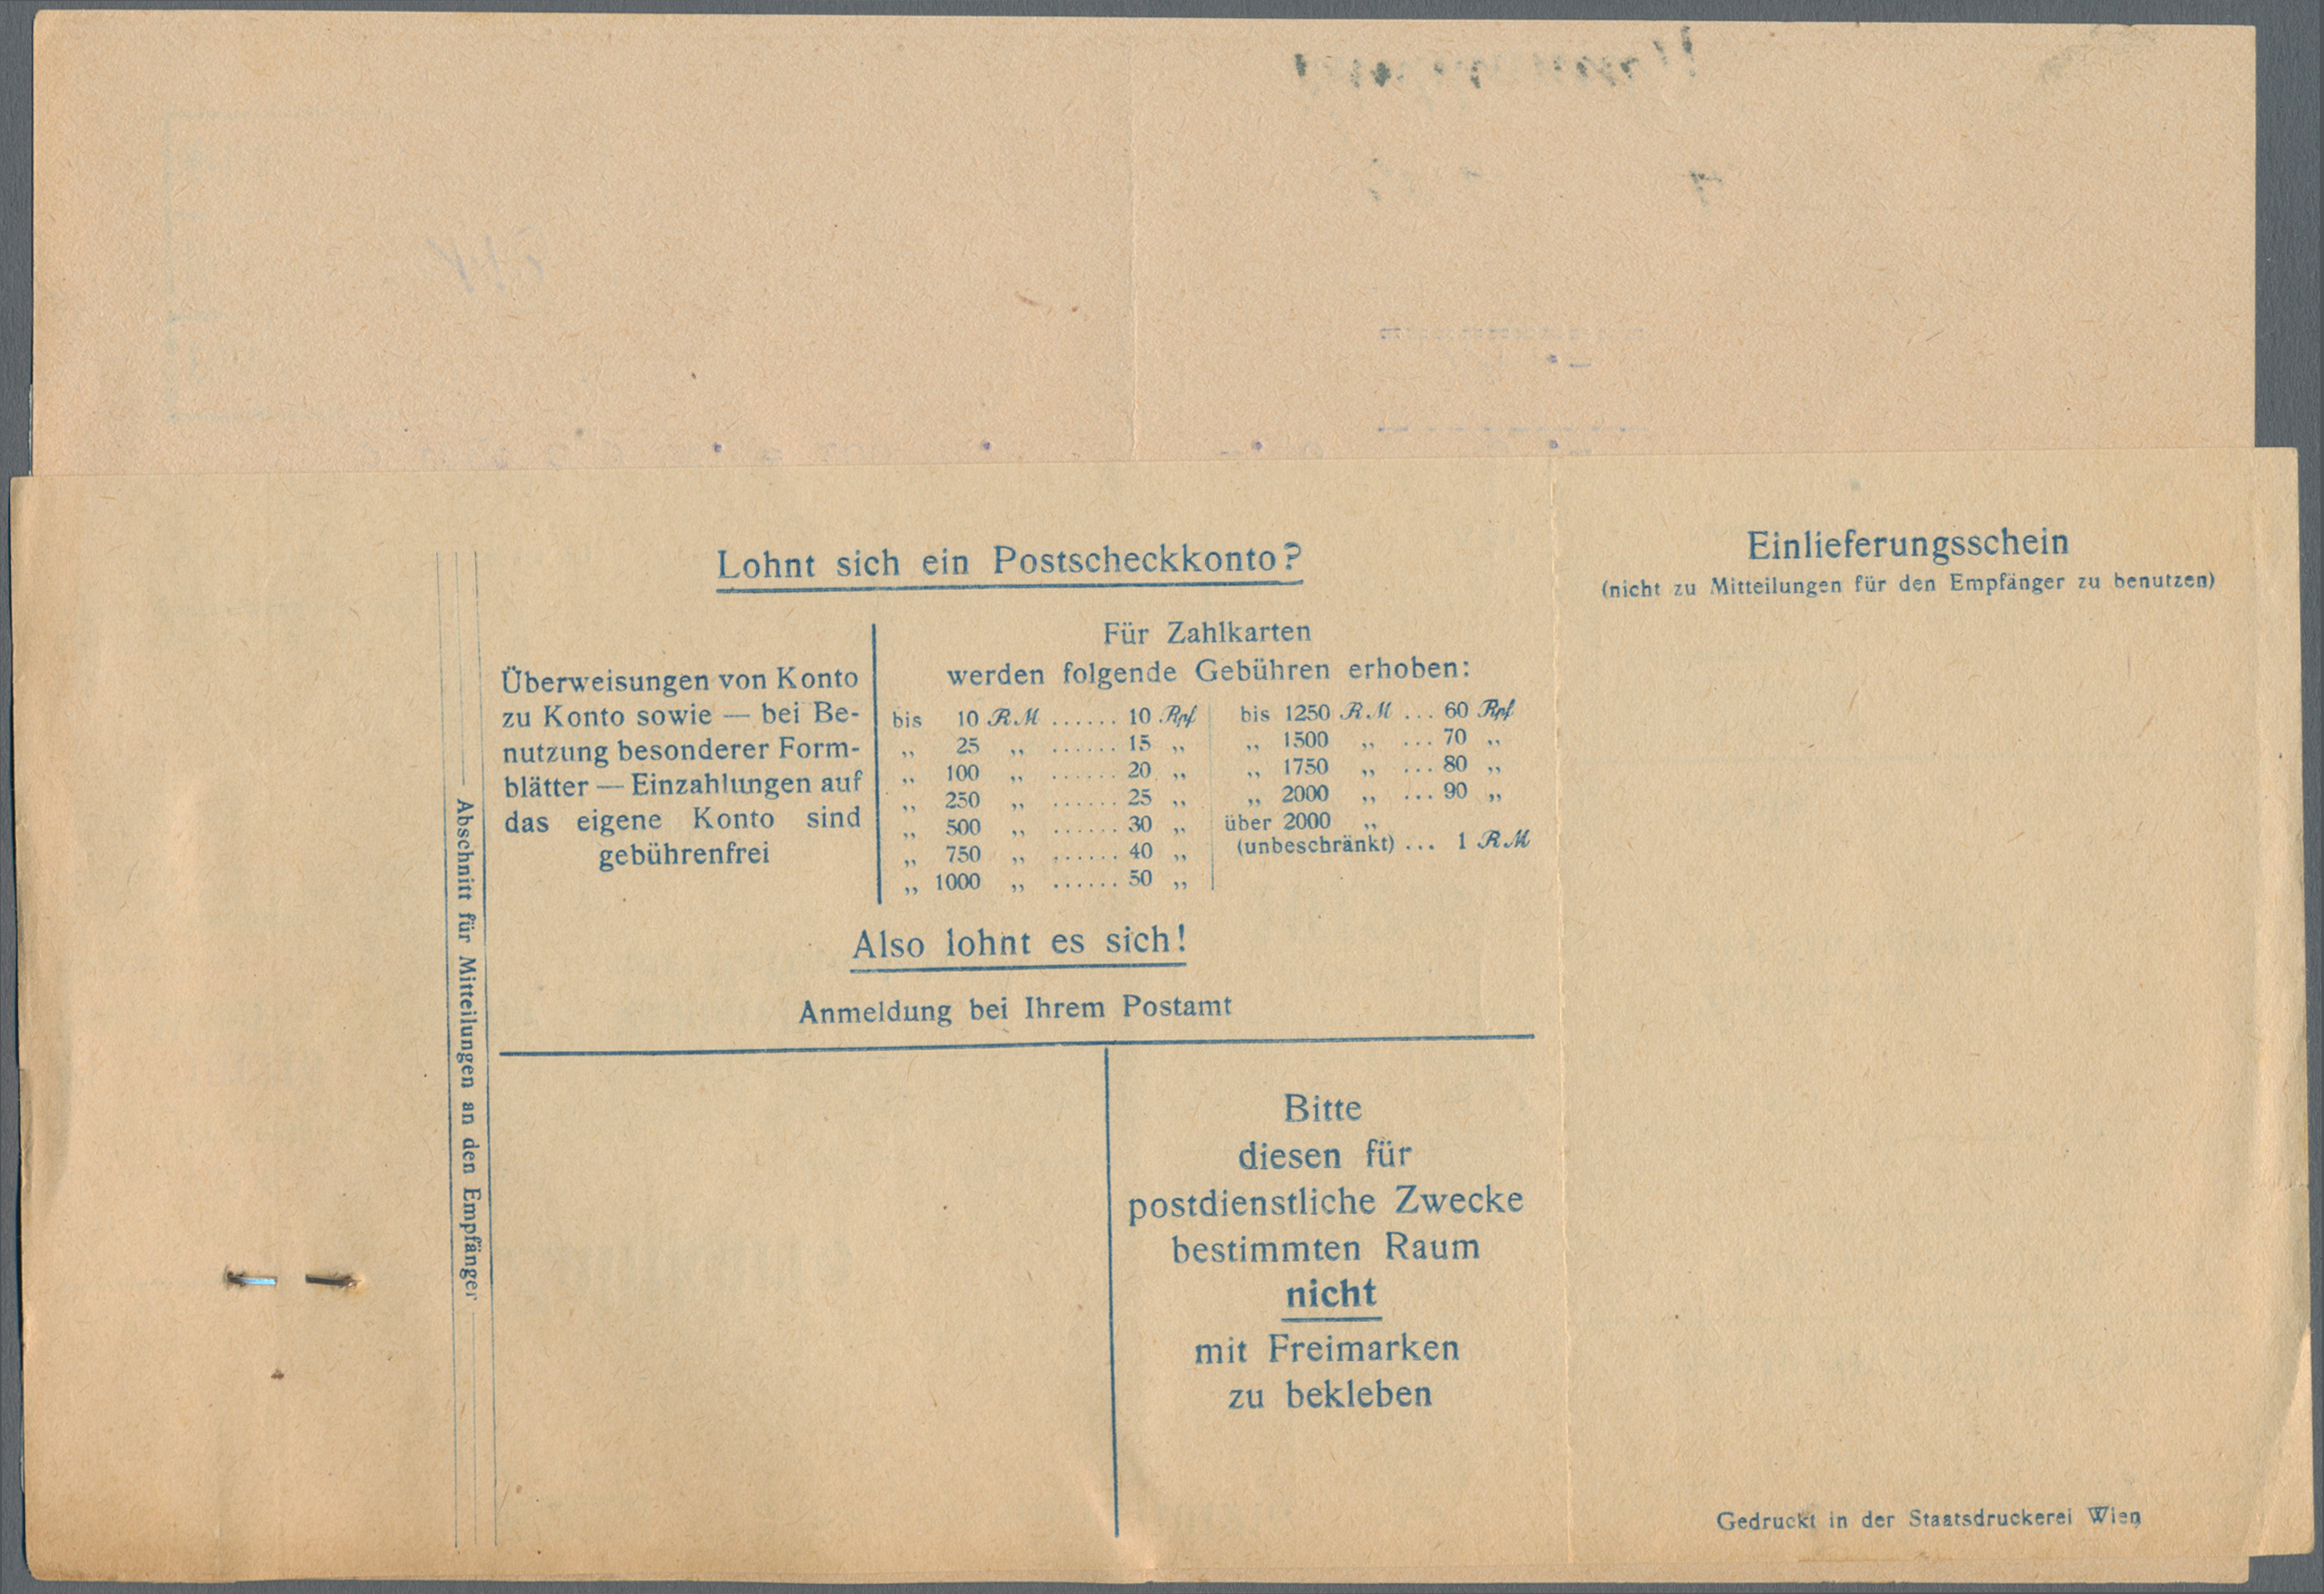 Lohnt sich ein Postscheckkonto?
Überweisungen von Konto
zu Konto sowie — bei Be-
nutzung besonderer Form-
blätter — Einzahlungen auf
das eigene Konto sind
gebührenfrei
Für Zahlkarten
werden folgende Gebühren erhoben:
bis 10 RM ...... 10 Rpf
„ 25 „ ...... 15 „
„ 100 „ ...... 20 „
„ 250 „ ...... 25 „
„ 500 „ ...... 30 „
„ 750 „ ...... 40 „
„ 1000 „ ...... 50 „
bis 1250 RM ... 60 Rpf
„ 1500 „ ... 70 „
„ 1750 „ ... 80 „
„ 2000 „ ... 90 „
über 2000 „
(unbeschränkt) ... 1 RM
Also lohnt es sich!
Anmeldung bei Ihrem Postamt
Bitte
diesen für
postdienstliche Zwecke
bestimmten Raum
nicht
mit Freimarken
zu bekleben
Abschnitt für Mitteilungen an den Empfänger
Einlieferungsschein
(nicht zu Mitteilungen für den Empfänger zu benutzen)
Gedruckt in der Staatsdruckerei Wien